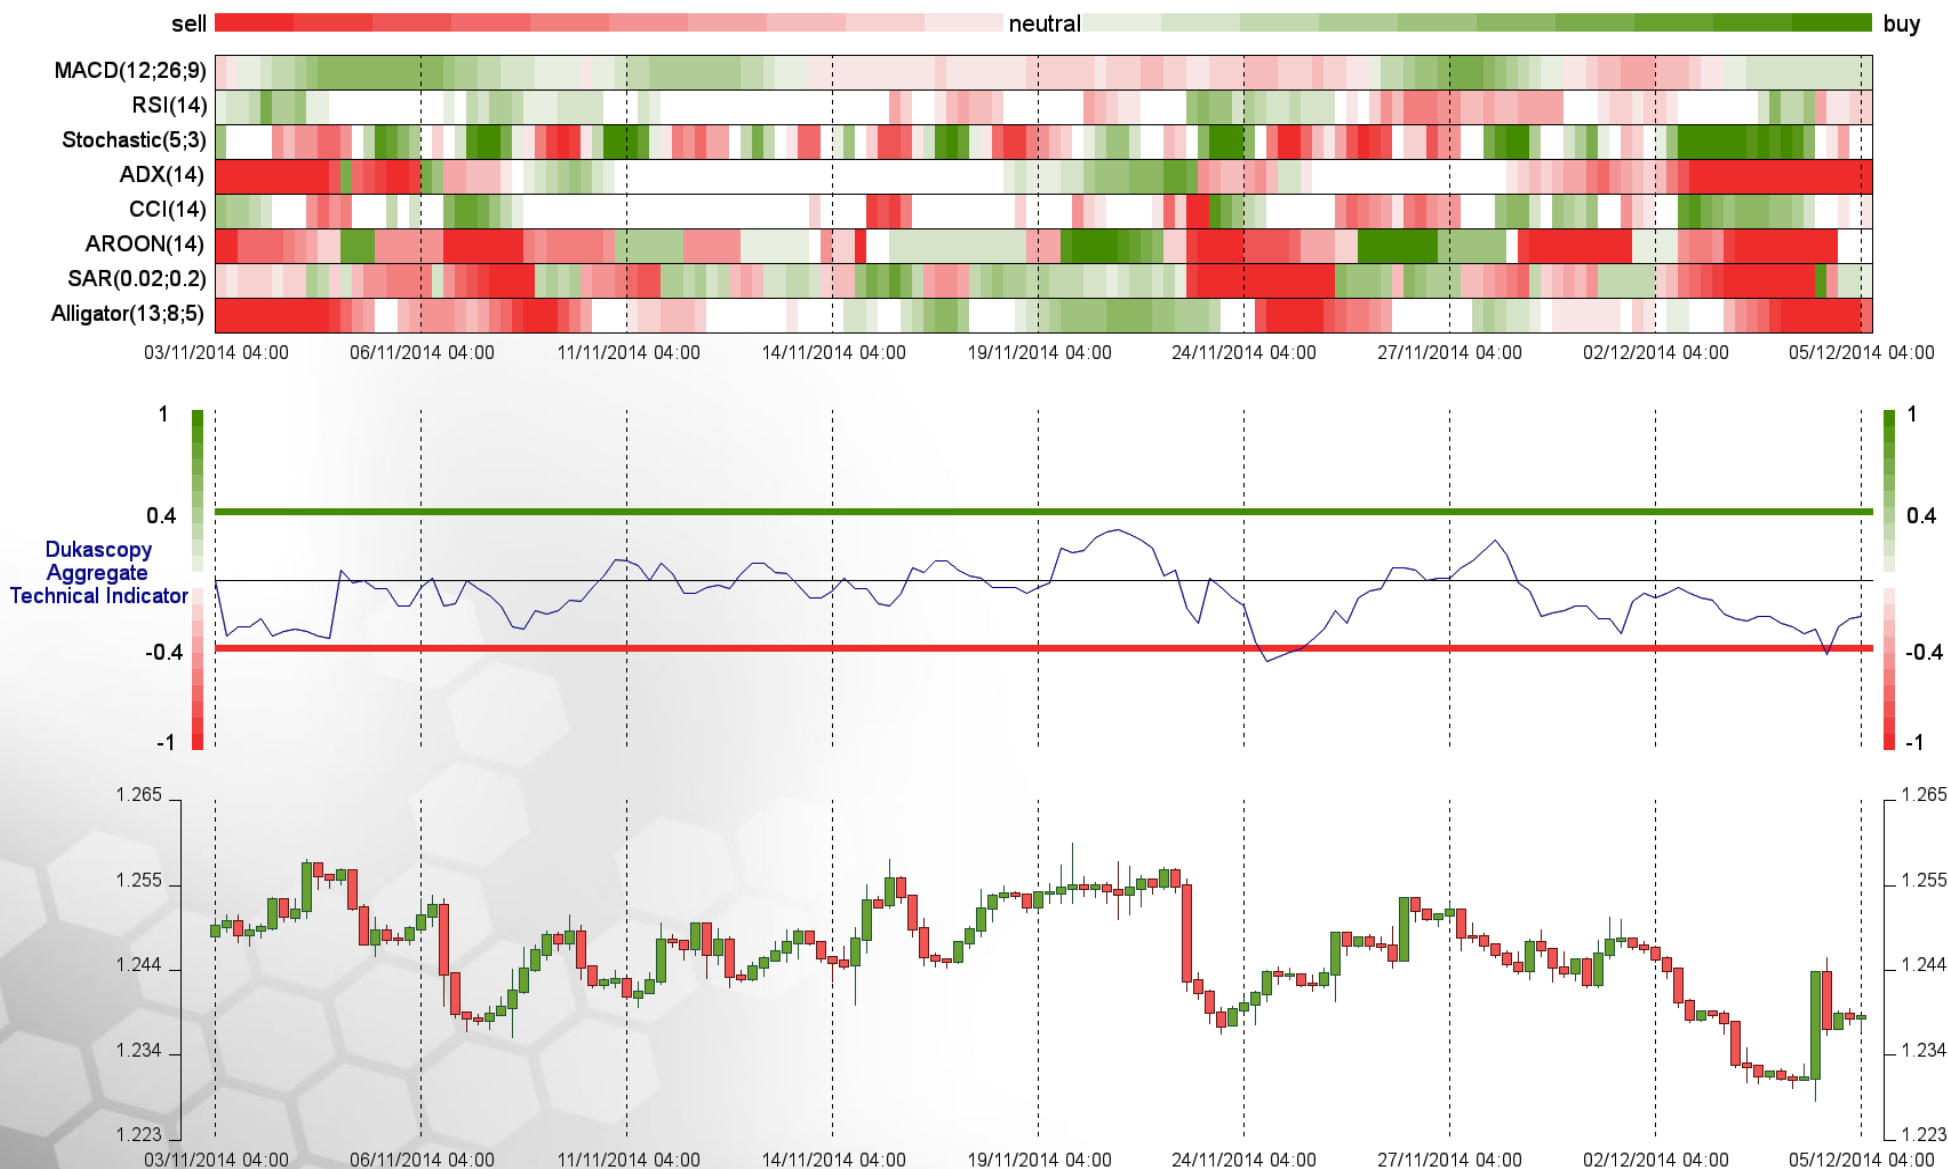 sell neutral buy
MACD(12;26;9)
RSI(14)
Stochastic(5;3)
ADX(14)
CCI(14)
AROON(14)
SAR(0.02;0.2)
Alligator(13;8;5)
03/11/2014 04:00 06/11/2014 04:00 11/11/2014 04:00 14/11/2014 04:00 19/11/2014 04:00 24/11/2014 04:00 27/11/2014 04:00 02/12/2014 04:00 05/12/2014 04:00
1 1
0.4 0.4
Dukascopy
Aggregate
Technical Indicator
-0.4 -0.4
-1 -1
1.265 1.265
1.255 1.255
1.244 1.244
1.234 1.234
1.223 1.223
03/11/2014 04:00 06/11/2014 04:00 11/11/2014 04:00 14/11/2014 04:00 19/11/2014 04:00 24/11/2014 04:00 27/11/2014 04:00 02/12/2014 04:00 05/12/2014 04:00